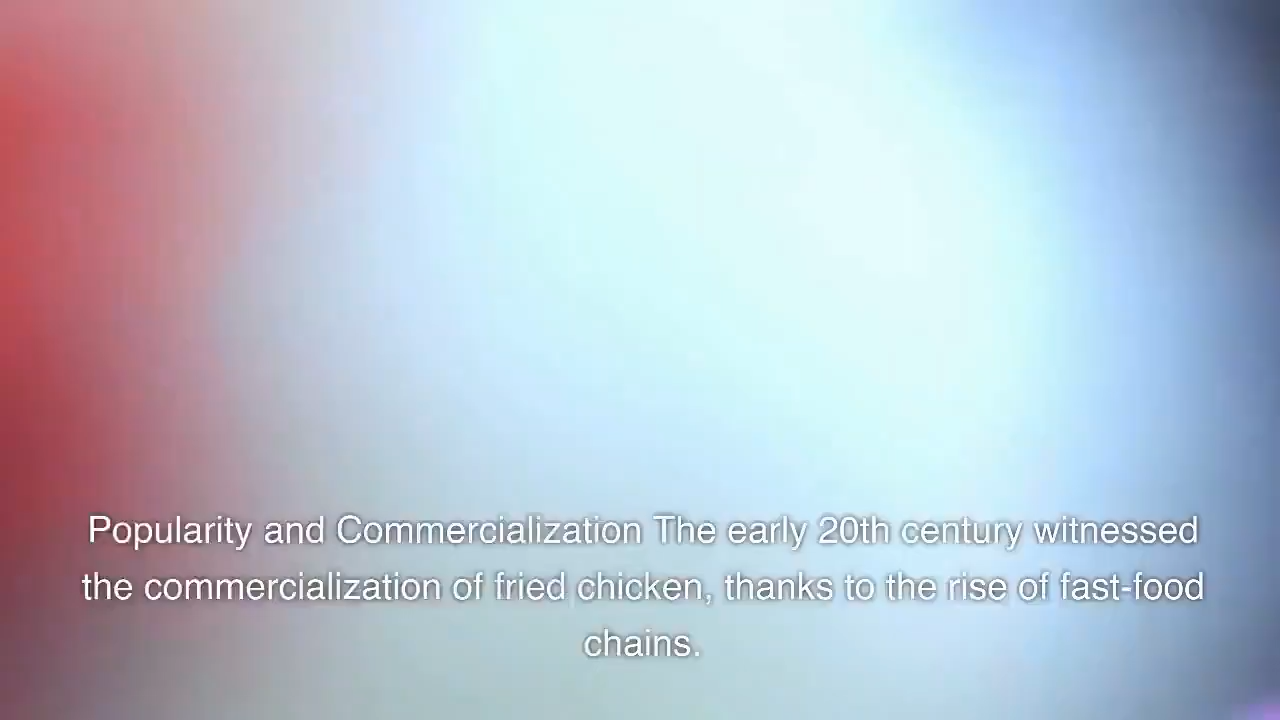 Popularity and Commercialization The early 20th century witnessed
the commercialization of fried chicken, thanks to the rise of fast-food
chains.